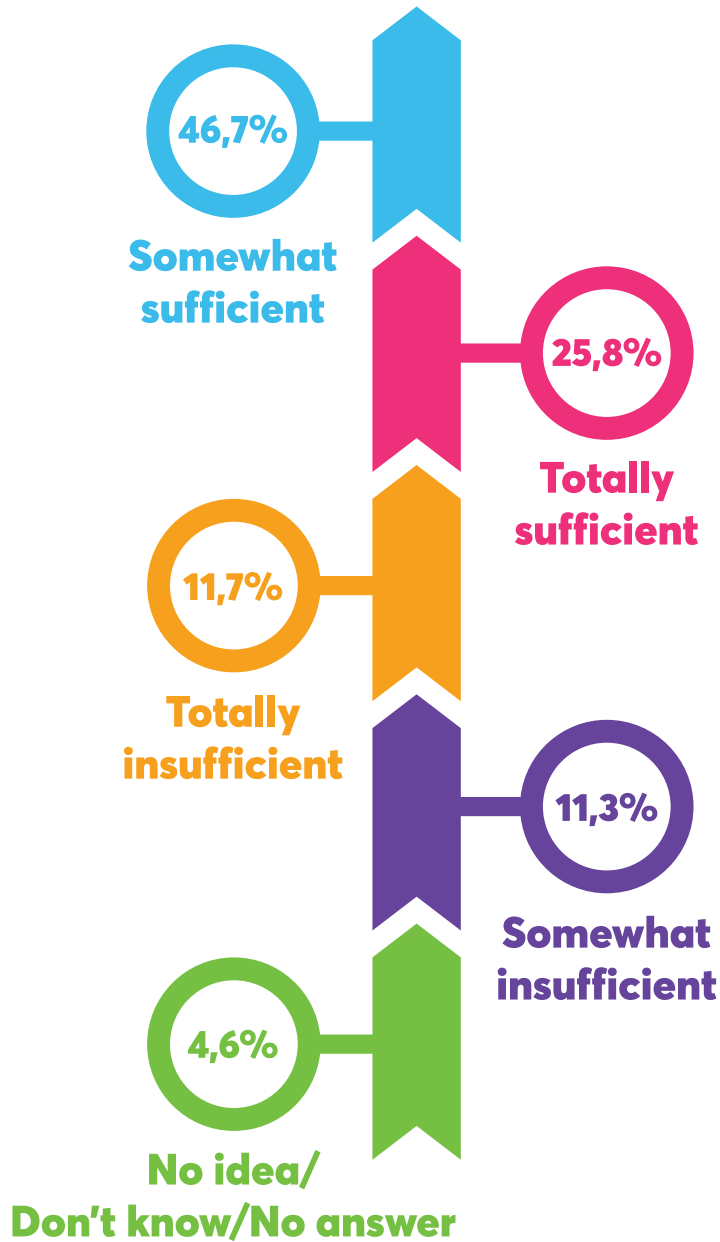 46,7%
Somewhat
sufficient
25,8%
Totally
sufficient
11,7%
Totally
insufficient
11,3%
Somewhat
insufficient
4,6%
No idea/
Don't know/No answer